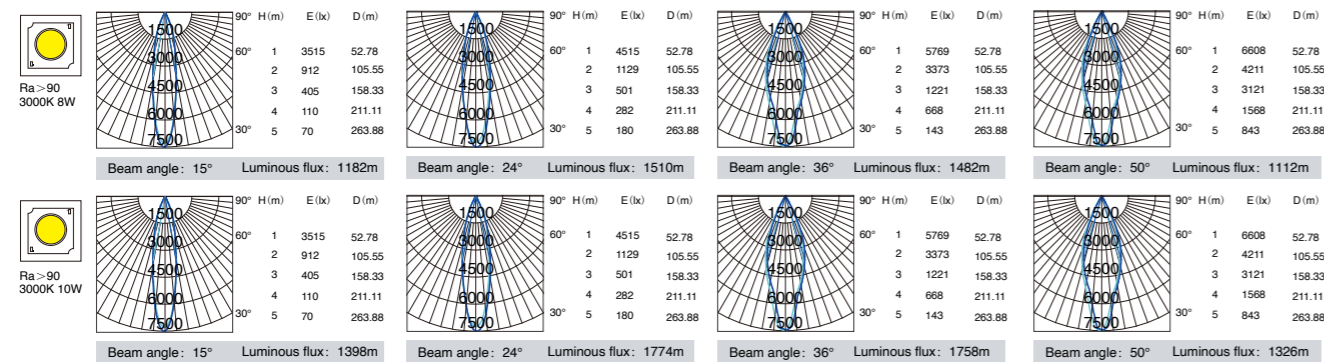 Ra＞90
3000K 8W
1500
3000
4500
6000
7500
90° H(m) E(lx) D(m)
60° 1 3515 52.78
2 912 105.55
3 405 158.33
4 110 211.11
30° 5 70 263.88
Beam angle: 15° Luminous flux: 1182m
1500
3000
4500
6000
7500
90° H(m) E(lx) D(m)
60° 1 4515 52.78
2 1129 105.55
3 501 158.33
4 282 211.11
30° 5 180 263.88
Beam angle: 24° Luminous flux: 1510m
1500
3000
4500
6000
7500
90° H(m) E(lx) D(m)
60° 1 5769 52.78
2 3373 105.55
3 1221 158.33
4 668 211.11
30° 5 143 263.88
Beam angle: 36° Luminous flux: 1482m
1500
3000
4500
6000
7500
90° H(m) E(lx) D(m)
60° 1 6608 52.78
2 4211 105.55
3 3121 158.33
4 1568 211.11
30° 5 843 263.88
Beam angle: 50° Luminous flux: 1112m
Ra＞90
3000K 10W
1500
3000
4500
6000
7500
90° H(m) E(lx) D(m)
60° 1 3515 52.78
2 912 105.55
3 405 158.33
4 110 211.11
30° 5 70 263.88
Beam angle: 15° Luminous flux: 1398m
1500
3000
4500
6000
7500
90° H(m) E(lx) D(m)
60° 1 4515 52.78
2 1129 105.55
3 501 158.33
4 282 211.11
30° 5 180 263.88
Beam angle: 24° Luminous flux: 1774m
1500
3000
4500
6000
7500
90° H(m) E(lx) D(m)
60° 1 5769 52.78
2 3373 105.55
3 1221 158.33
4 668 211.11
30° 5 143 263.88
Beam angle: 36° Luminous flux: 1758m
1500
3000
4500
6000
7500
90° H(m) E(lx) D(m)
60° 1 6608 52.78
2 4211 105.55
3 3121 158.33
4 1568 211.11
30° 5 843 263.88
Beam angle: 50° Luminous flux: 1326m